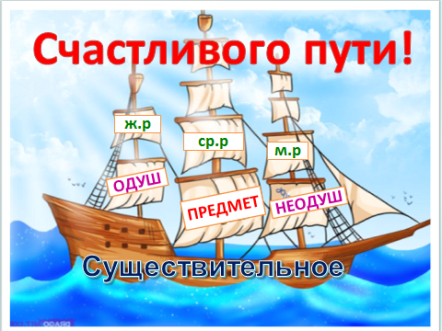 Счастливого пути!
ж.р
ср.р
м.р
ОДУШ
ПРЕДМЕТ
НЕОДУШ
Существительное